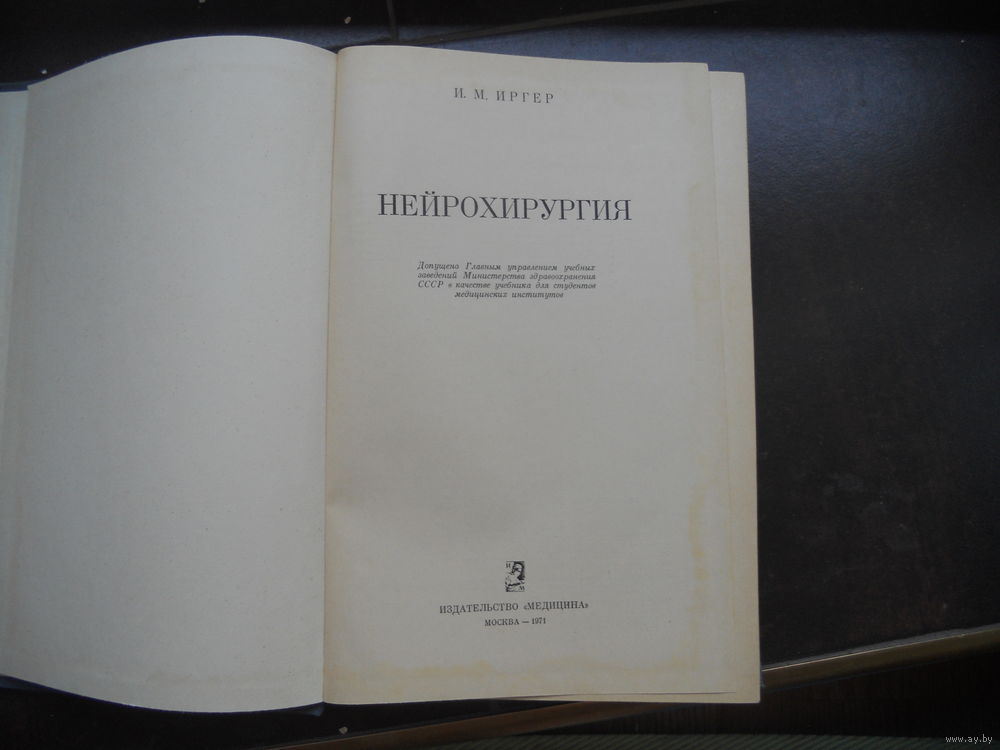 И. М. ИРГЕР
НЕЙРОХИРУРГИЯ
Допущено Главным управлением учебных
заведений Министерства здравоохранения
СССР в качестве учебника для студентов
медицинских институтов
И
М
ИЗДАТЕЛЬСТВО «МЕДИЦИНА»
МОСКВА — 1971
www.ay.by